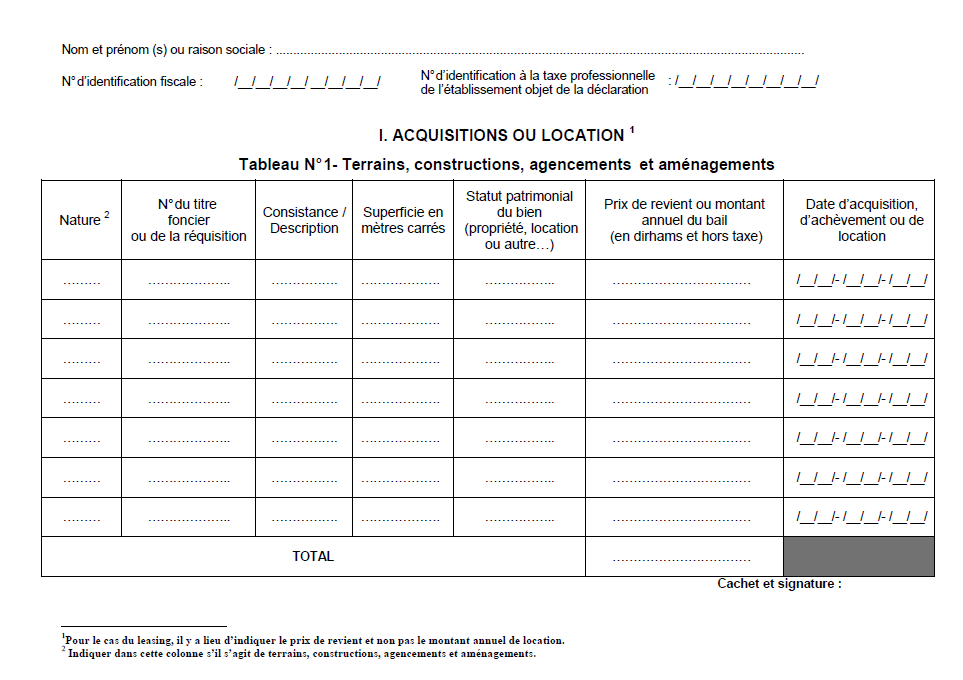 Nom et prénom (s) ou raison sociale : ................................................................................................................................................
N°d'identification fiscale : /__/__/__/__/__/__/__/__/
N°d'identification à la taxe professionnelle
de l'établissement objet de la déclaration : /__/__/__/__/__/__/__/__/
I. ACQUISITIONS OU LOCATION 1
Tableau N°1- Terrains, constructions, agencements et aménagements
Nature 2
N°du titre
foncier
ou de la réquisition
Consistance /
Description
Superficie en
mètres carrés
Statut patrimonial
du bien
(propriété, location
ou autre…)
Prix de revient ou montant
annuel du bail
(en dirhams et hors taxe)
Date d'acquisition,
d'achèvement ou de
location
……… ……………….. ……………. ………………. …………….. …………………………… /__/__/- /__/__/- /__/__/
……… ……………….. ……………. ………………. …………….. …………………………… /__/__/- /__/__/- /__/__/
……… ……………….. ……………. ………………. …………….. …………………………… /__/__/- /__/__/- /__/__/
……… ……………….. ……………. ………………. …………….. …………………………… /__/__/- /__/__/- /__/__/
……… ……………….. ……………. ………………. …………….. …………………………… /__/__/- /__/__/- /__/__/
……… ……………….. ……………. ………………. …………….. …………………………… /__/__/- /__/__/- /__/__/
……… ……………….. ……………. ………………. …………….. …………………………… /__/__/- /__/__/- /__/__/
TOTAL ……………………………
Cachet et signature :
1Pour le cas du leasing, il y a lieu d'indiquer le prix de revient et non pas le montant annuel de location.
2 Indiquer dans cette colonne s'il s'agit de terrains, constructions, agencements et aménagements.